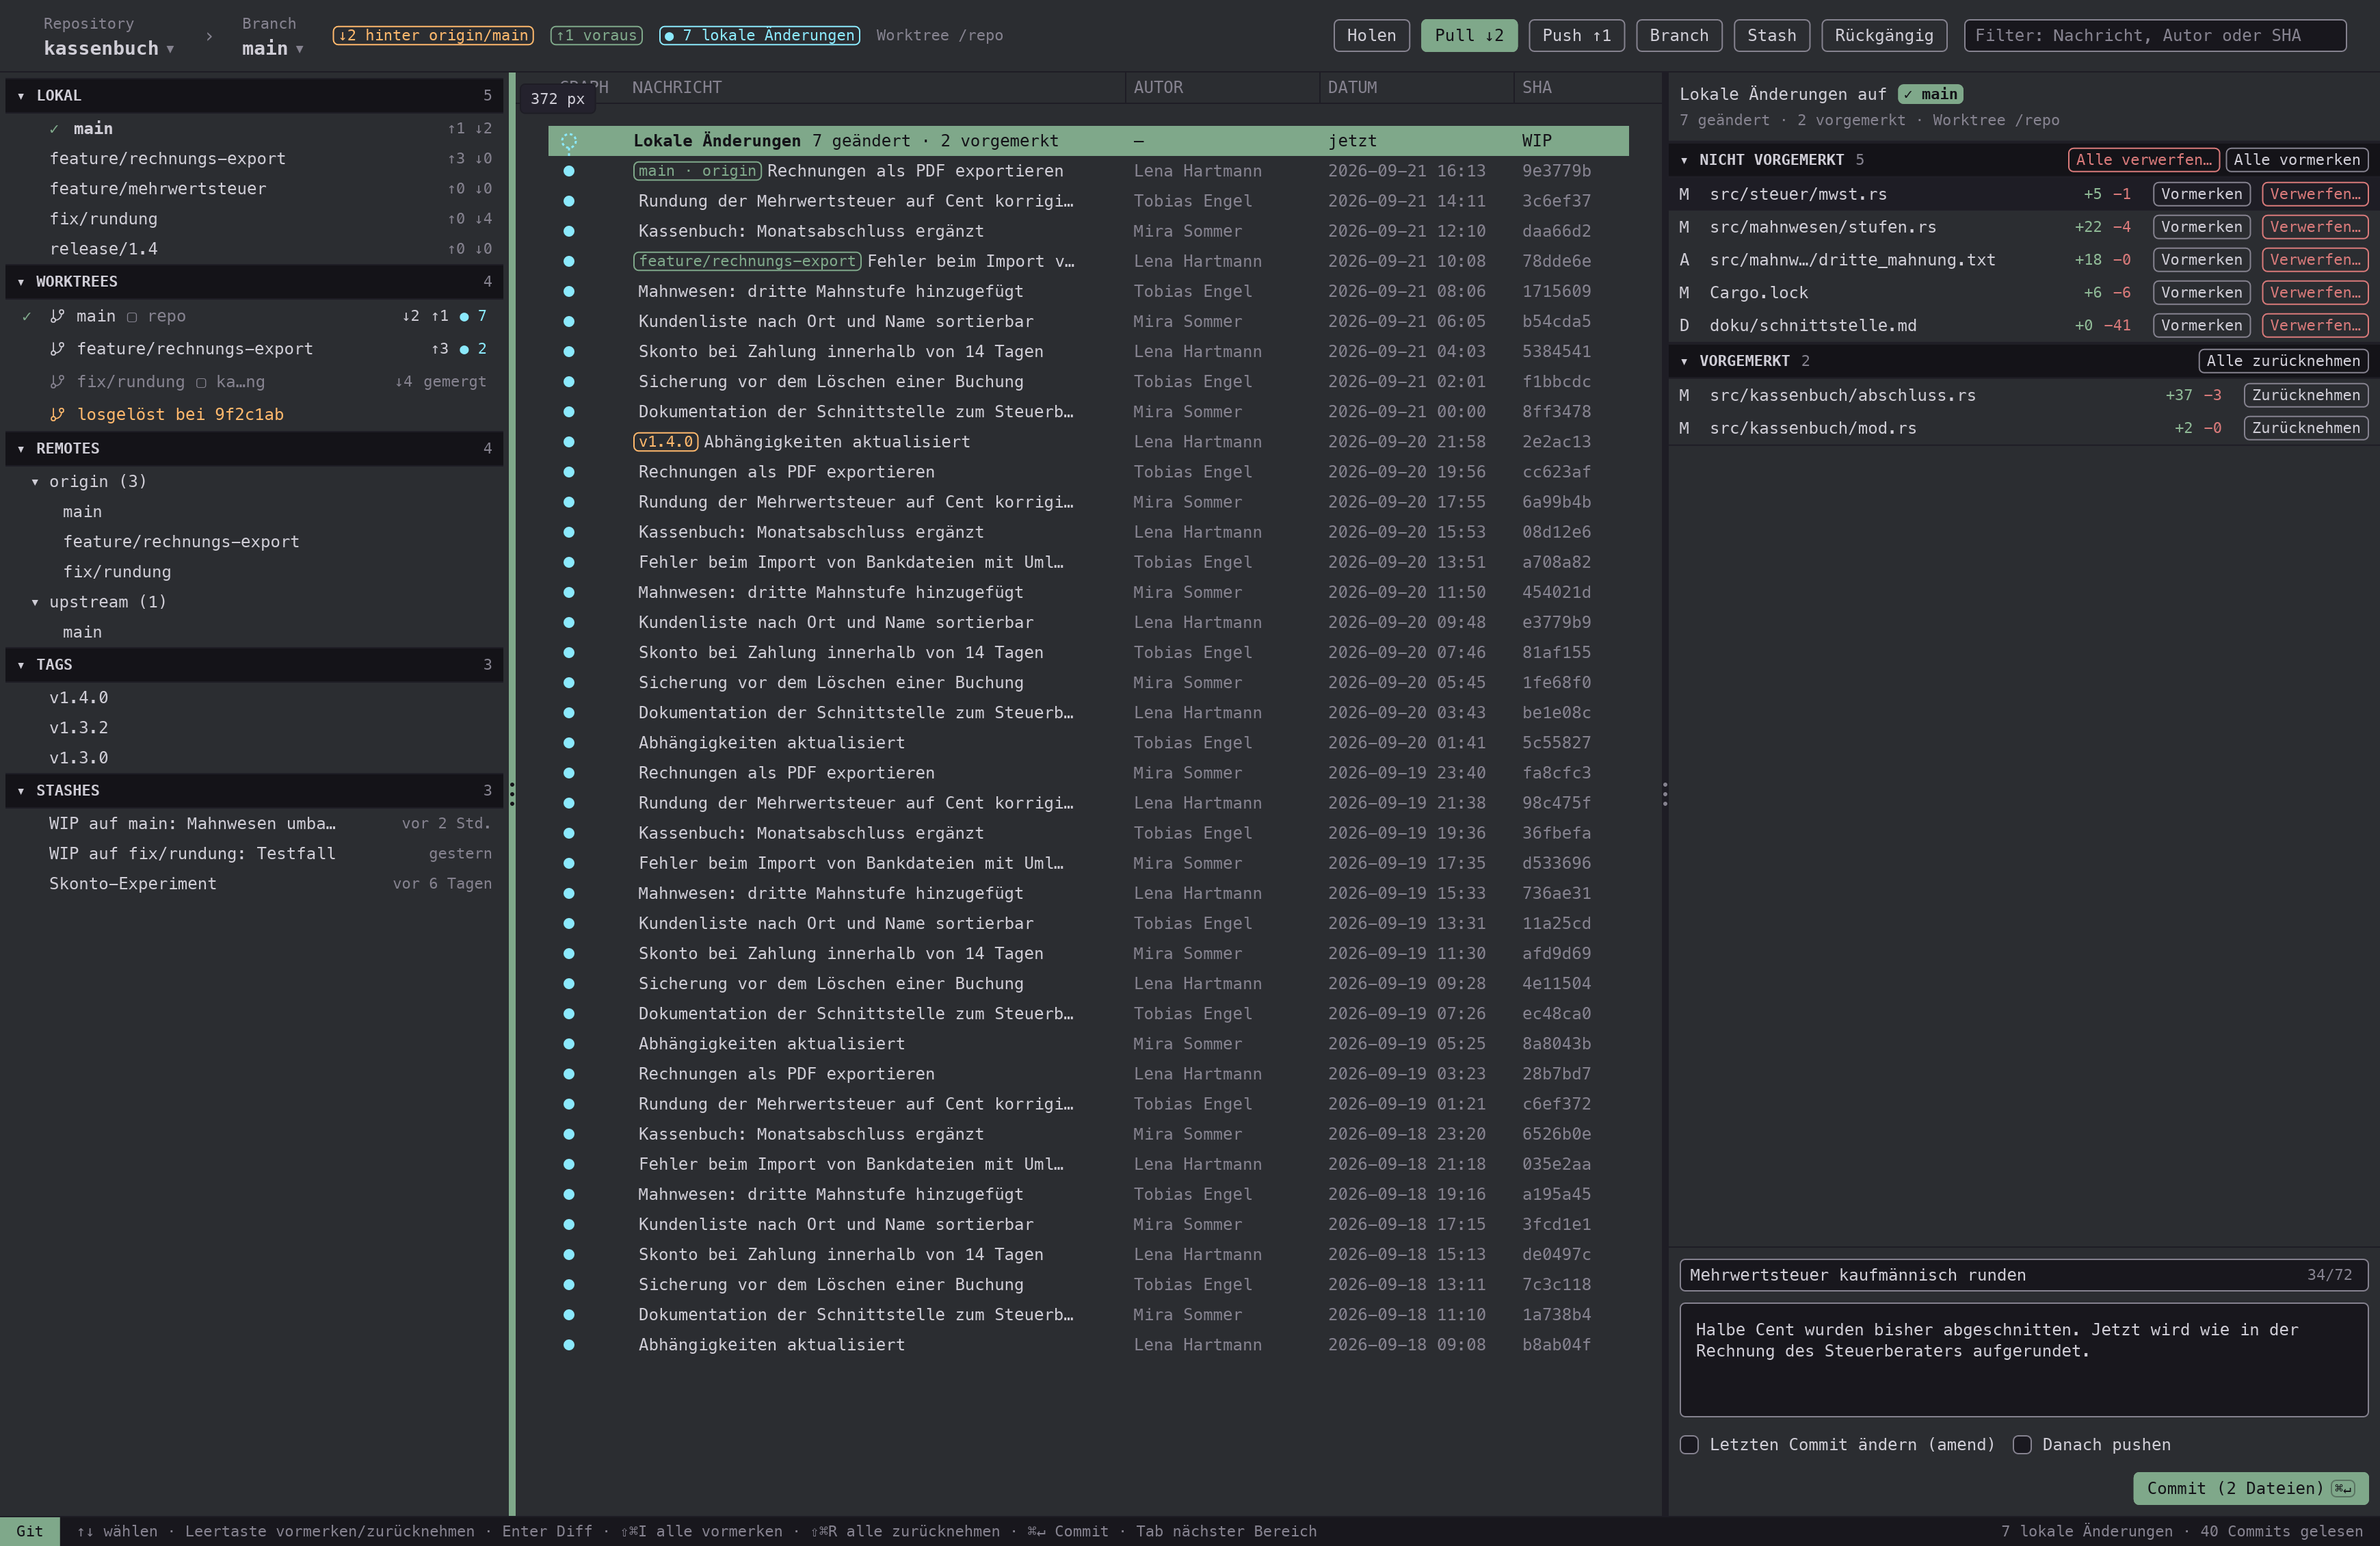 Repository
kassenbuch ▾
›
Branch
main ▾
↓2 hinter origin/main ↑1 voraus ● 7 lokale Änderungen Worktree /repo
Holen Pull ↓2 Push ↑1 Branch Stash Rückgängig Filter: Nachricht, Autor oder SHA
▾ LOKAL 5
✓ main ↑1 ↓2
feature/rechnungs-export ↑3 ↓0
feature/mehrwertsteuer ↑0 ↓0
fix/rundung ↑0 ↓4
release/1.4 ↑0 ↓0
▾ WORKTREES 4
✓ main ▢ repo ↓2 ↑1 ● 7
feature/rechnungs-export ↑3 ● 2
fix/rundung ▢ ka…ng ↓4 gemergt
losgelöst bei 9f2c1ab
▾ REMOTES 4
▾ origin (3)
main
feature/rechnungs-export
fix/rundung
▾ upstream (1)
main
▾ TAGS 3
v1.4.0
v1.3.2
v1.3.0
▾ STASHES 3
WIP auf main: Mahnwesen umba… vor 2 Std.
WIP auf fix/rundung: Testfall gestern
Skonto-Experiment vor 6 Tagen
372 px
NACHRICHT AUTOR DATUM SHA
Lokale Änderungen 7 geändert · 2 vorgemerkt — jetzt WIP
main · origin Rechnungen als PDF exportieren Lena Hartmann 2026-09-21 16:13 9e3779b
Rundung der Mehrwertsteuer auf Cent korrigi… Tobias Engel 2026-09-21 14:11 3c6ef37
Kassenbuch: Monatsabschluss ergänzt Mira Sommer 2026-09-21 12:10 daa66d2
feature/rechnungs-export Fehler beim Import v… Lena Hartmann 2026-09-21 10:08 78dde6e
Mahnwesen: dritte Mahnstufe hinzugefügt Tobias Engel 2026-09-21 08:06 1715609
Kundenliste nach Ort und Name sortierbar Mira Sommer 2026-09-21 06:05 b54cda5
Skonto bei Zahlung innerhalb von 14 Tagen Lena Hartmann 2026-09-21 04:03 5384541
Sicherung vor dem Löschen einer Buchung Tobias Engel 2026-09-21 02:01 f1bbcdc
Dokumentation der Schnittstelle zum Steuerb… Mira Sommer 2026-09-21 00:00 8ff3478
v1.4.0 Abhängigkeiten aktualisiert Lena Hartmann 2026-09-20 21:58 2e2ac13
Rechnungen als PDF exportieren Tobias Engel 2026-09-20 19:56 cc623af
Rundung der Mehrwertsteuer auf Cent korrigi… Mira Sommer 2026-09-20 17:55 6a99b4b
Kassenbuch: Monatsabschluss ergänzt Lena Hartmann 2026-09-20 15:53 08d12e6
Fehler beim Import von Bankdateien mit Uml… Tobias Engel 2026-09-20 13:51 a708a82
Mahnwesen: dritte Mahnstufe hinzugefügt Mira Sommer 2026-09-20 11:50 454021d
Kundenliste nach Ort und Name sortierbar Lena Hartmann 2026-09-20 09:48 e3779b9
Skonto bei Zahlung innerhalb von 14 Tagen Tobias Engel 2026-09-20 07:46 81af155
Sicherung vor dem Löschen einer Buchung Mira Sommer 2026-09-20 05:45 1fe68f0
Dokumentation der Schnittstelle zum Steuerb… Lena Hartmann 2026-09-20 03:43 be1e08c
Abhängigkeiten aktualisiert Tobias Engel 2026-09-20 01:41 5c55827
Rechnungen als PDF exportieren Mira Sommer 2026-09-19 23:40 fa8cfc3
Rundung der Mehrwertsteuer auf Cent korrigi… Lena Hartmann 2026-09-19 21:38 98c475f
Kassenbuch: Monatsabschluss ergänzt Tobias Engel 2026-09-19 19:36 36fbefa
Fehler beim Import von Bankdateien mit Uml… Mira Sommer 2026-09-19 17:35 d533696
Mahnwesen: dritte Mahnstufe hinzugefügt Lena Hartmann 2026-09-19 15:33 736ae31
Kundenliste nach Ort und Name sortierbar Tobias Engel 2026-09-19 13:31 11a25cd
Skonto bei Zahlung innerhalb von 14 Tagen Mira Sommer 2026-09-19 11:30 afd9d69
Sicherung vor dem Löschen einer Buchung Lena Hartmann 2026-09-19 09:28 4e11504
Dokumentation der Schnittstelle zum Steuerb… Tobias Engel 2026-09-19 07:26 ec48ca0
Abhängigkeiten aktualisiert Mira Sommer 2026-09-19 05:25 8a8043b
Rechnungen als PDF exportieren Lena Hartmann 2026-09-19 03:23 28b7bd7
Rundung der Mehrwertsteuer auf Cent korrigi… Tobias Engel 2026-09-19 01:21 c6ef372
Kassenbuch: Monatsabschluss ergänzt Mira Sommer 2026-09-18 23:20 6526b0e
Fehler beim Import von Bankdateien mit Uml… Lena Hartmann 2026-09-18 21:18 035e2aa
Mahnwesen: dritte Mahnstufe hinzugefügt Tobias Engel 2026-09-18 19:16 a195a45
Kundenliste nach Ort und Name sortierbar Mira Sommer 2026-09-18 17:15 3fcd1e1
Skonto bei Zahlung innerhalb von 14 Tagen Lena Hartmann 2026-09-18 15:13 de0497c
Sicherung vor dem Löschen einer Buchung Tobias Engel 2026-09-18 13:11 7c3c118
Dokumentation der Schnittstelle zum Steuerb… Mira Sommer 2026-09-18 11:10 1a738b4
Abhängigkeiten aktualisiert Lena Hartmann 2026-09-18 09:08 b8ab04f
Lokale Änderungen auf ✓ main
7 geändert · 2 vorgemerkt · Worktree /repo
▾ NICHT VORGEMERKT 5 Alle verwerfen… Alle vormerken
M src/steuer/mwst.rs +5 −1 Vormerken Verwerfen…
M src/mahnwesen/stufen.rs +22 −4 Vormerken Verwerfen…
A src/mahnw…/dritte_mahnung.txt +18 −0 Vormerken Verwerfen…
M Cargo.lock +6 −6 Vormerken Verwerfen…
D doku/schnittstelle.md +0 −41 Vormerken Verwerfen…
▾ VORGEMERKT 2 Alle zurücknehmen
M src/kassenbuch/abschluss.rs +37 −3 Zurücknehmen
M src/kassenbuch/mod.rs +2 −0 Zurücknehmen
Mehrwertsteuer kaufmännisch runden 34/72
Halbe Cent wurden bisher abgeschnitten. Jetzt wird wie in der
Rechnung des Steuerberaters aufgerundet.
Letzten Commit ändern (amend) Danach pushen
Commit (2 Dateien) ⌘↵
Git ↑↓ wählen · Leertaste vormerken/zurücknehmen · Enter Diff · ⇧⌘I alle vormerken · ⇧⌘R alle zurücknehmen · ⌘↵ Commit · Tab nächster Bereich
7 lokale Änderungen · 40 Commits gelesen